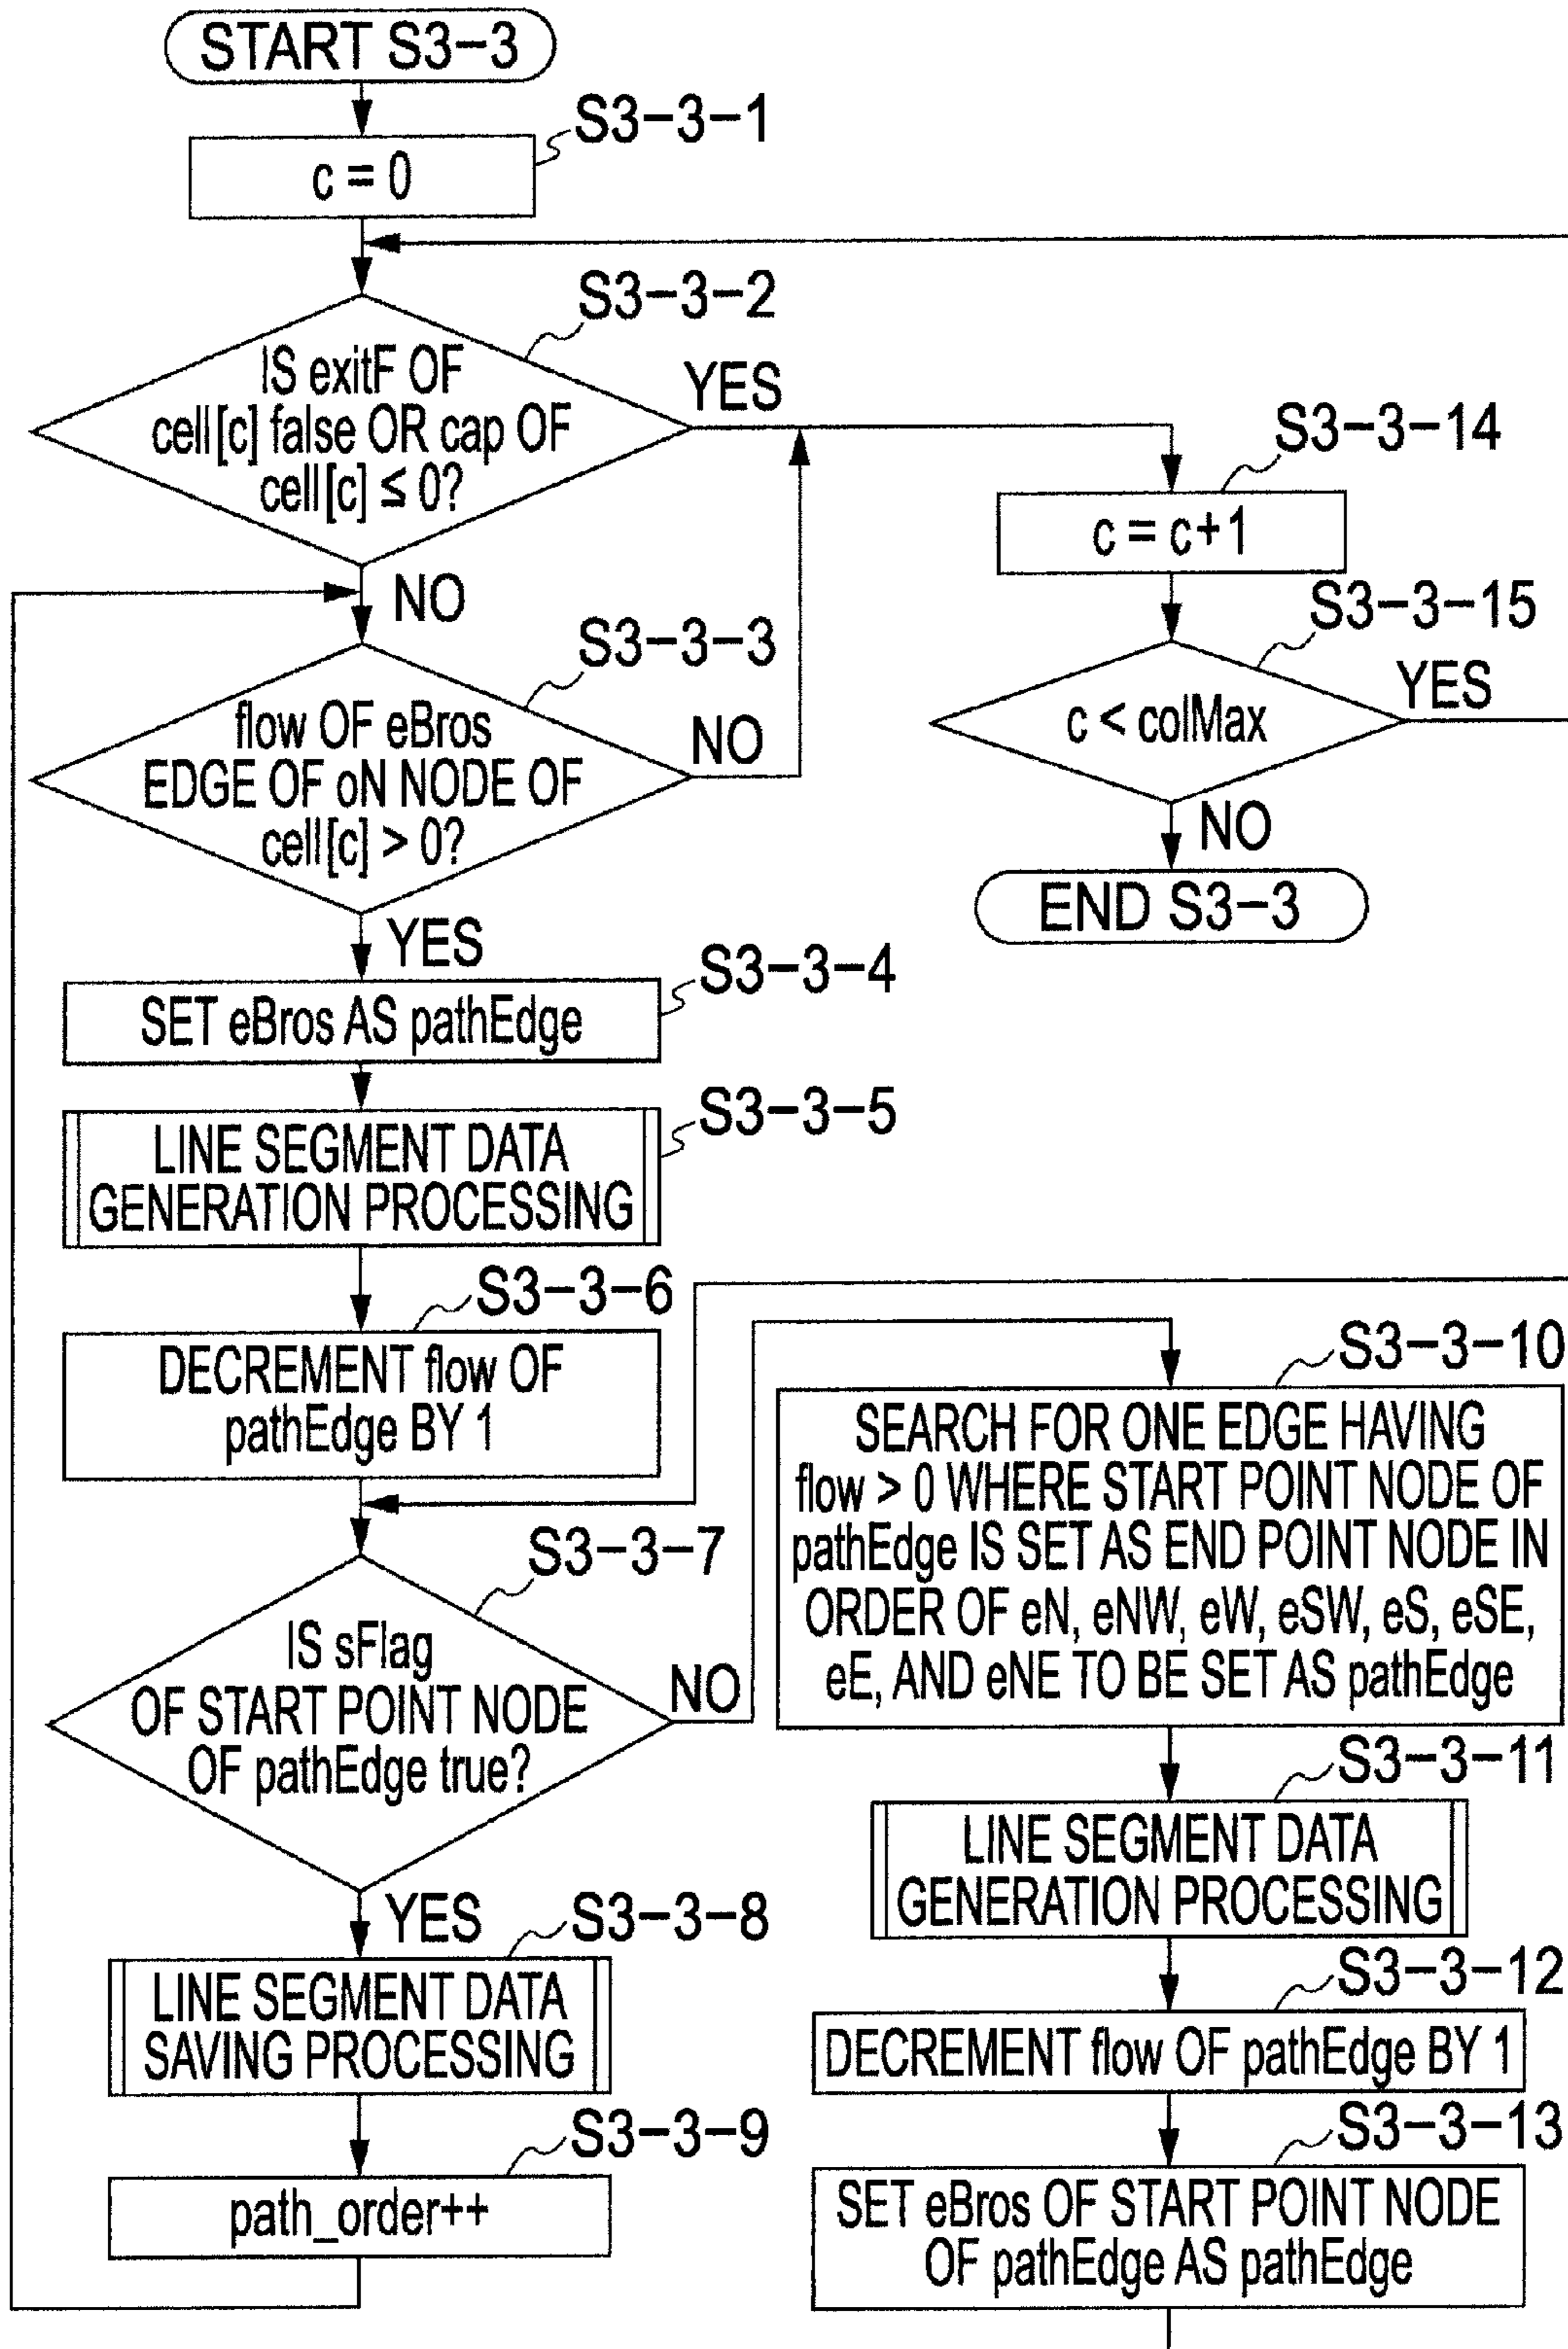 START S3-3
S3-3-1
c = 0
S3-3-2
IS exitF OF
cell[c] false OR cap OF
cell[c] ≤ 0?
YES
NO
S3-3-3
flow OF eBros
EDGE OF oN NODE OF
cell[c] > 0?
NO
YES
S3-3-4
SET eBros AS pathEdge
S3-3-5
LINE SEGMENT DATA
GENERATION PROCESSING
S3-3-6
DECREMENT flow OF
pathEdge BY 1
S3-3-7
IS sFlag
OF START POINT NODE
OF pathEdge true?
NO
YES
S3-3-8
LINE SEGMENT DATA
SAVING PROCESSING
S3-3-9
path_order++
S3-3-14
c = c+1
S3-3-15
c < colMax
YES
NO
END S3-3
S3-3-10
SEARCH FOR ONE EDGE HAVING
flow > 0 WHERE START POINT NODE OF
pathEdge IS SET AS END POINT NODE IN
ORDER OF eN, eNW, eW, eSW, eS, eSE,
eE, AND eNE TO BE SET AS pathEdge
S3-3-11
LINE SEGMENT DATA
GENERATION PROCESSING
S3-3-12
DECREMENT flow OF pathEdge BY 1
S3-3-13
SET eBros OF START POINT NODE
OF pathEdge AS pathEdge